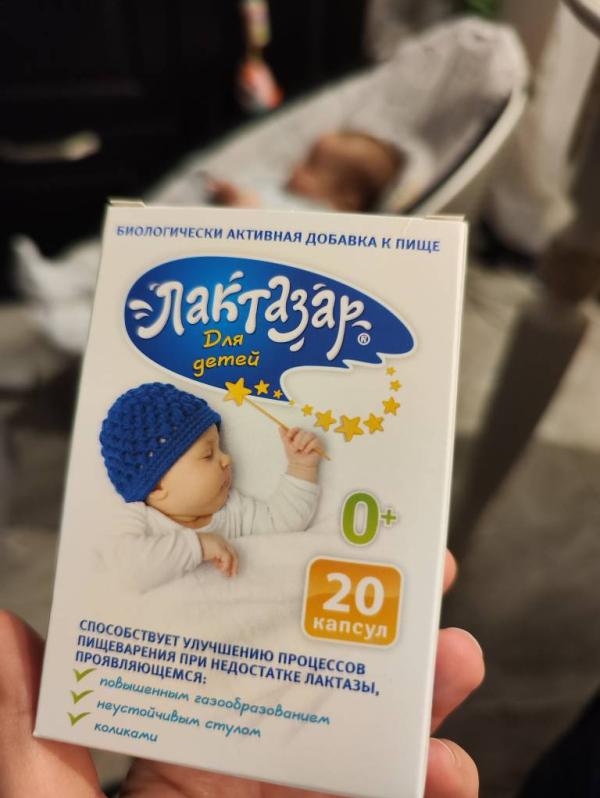 БИОЛОГИЧЕСКИ АКТИВНАЯ ДОБАВКА К ПИЩЕ
Лактазар®
Для
детей
0+
20
капсул
СПОСОБСТВУЕТ УЛУЧШЕНИЮ ПРОЦЕССОВ
ПИЩЕВАРЕНИЯ ПРИ НЕДОСТАТКЕ ЛАКТАЗЫ,
ПРОЯВЛЯЮЩЕМСЯ:
повышенным газообразованием
неустойчивым стулом
коликами